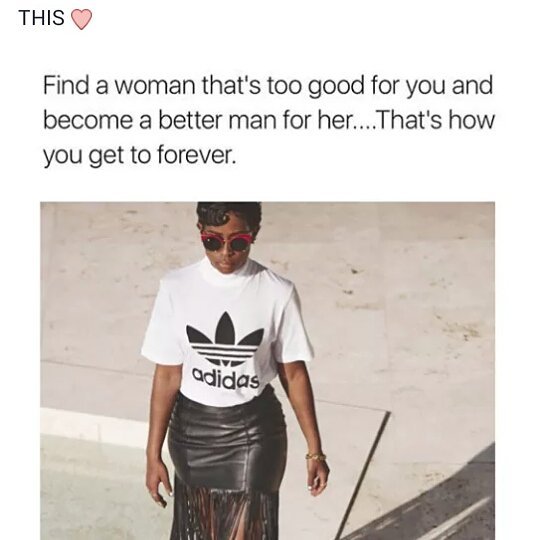 THIS
Find a woman that's too good for you and
become a better man for her....That's how
you get to forever.
adidas